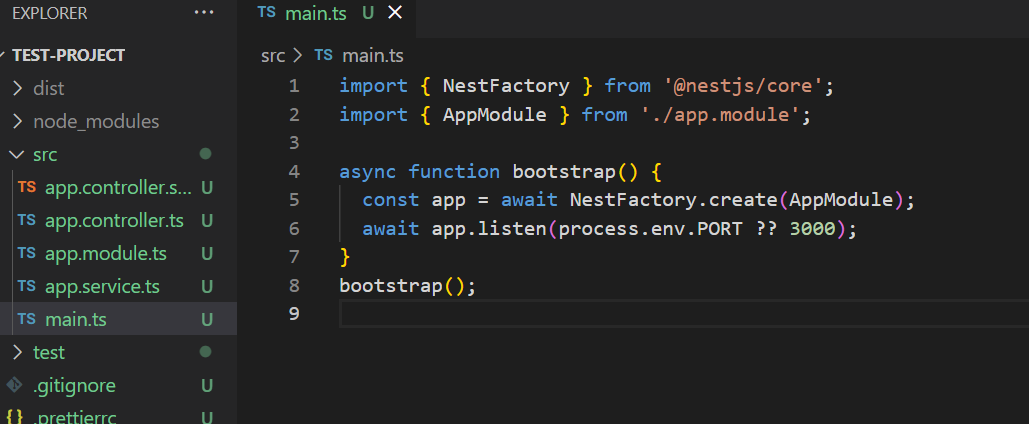 EXPLORER ...
TEST-PROJECT
dist
node_modules
src
TS app.controller.s... U
TS app.controller.ts U
TS app.module.ts U
TS app.service.ts U
TS main.ts U
test
.gitignore U
{} .prettierrc U
TS main.ts U ×
src > TS main.ts
1 import { NestFactory } from '@nestjs/core';
2 import { AppModule } from './app.module';
3
4 async function bootstrap() {
5   const app = await NestFactory.create(AppModule);
6   await app.listen(process.env.PORT ?? 3000);
7 }
8 bootstrap();
9